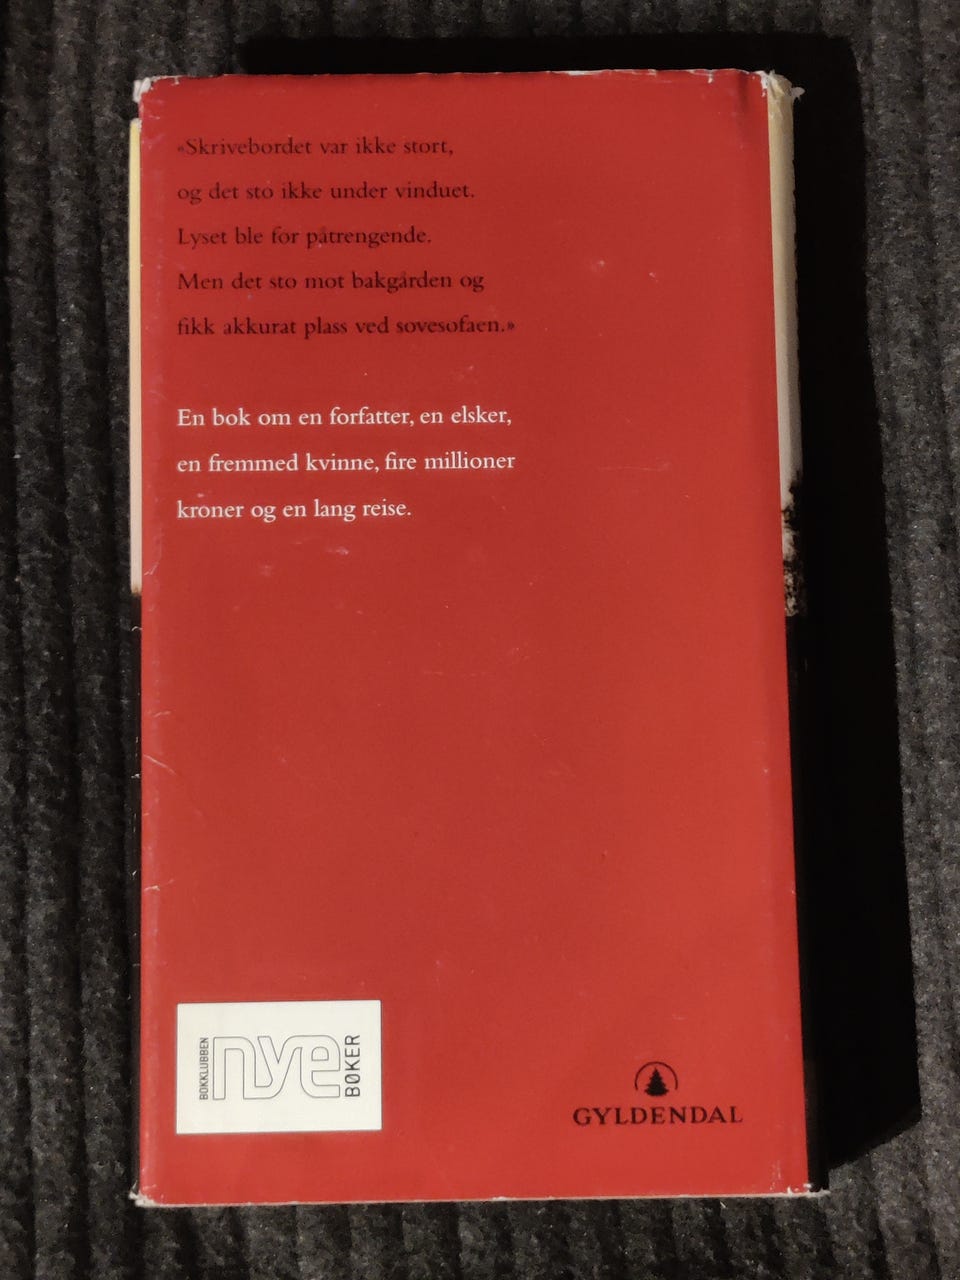 «Skrivebordet var ikke stort,
og det sto ikke under vinduet.
Lyset ble for påtrengende.
Men det sto mot bakgården og
fikk akkurat plass ved sovesofaen.»
En bok om en forfatter, en elsker,
en fremmed kvinne, fire millioner
kroner og en lang reise.
BOKKLUBBEN
nye
BØKER
GYLDENDAL